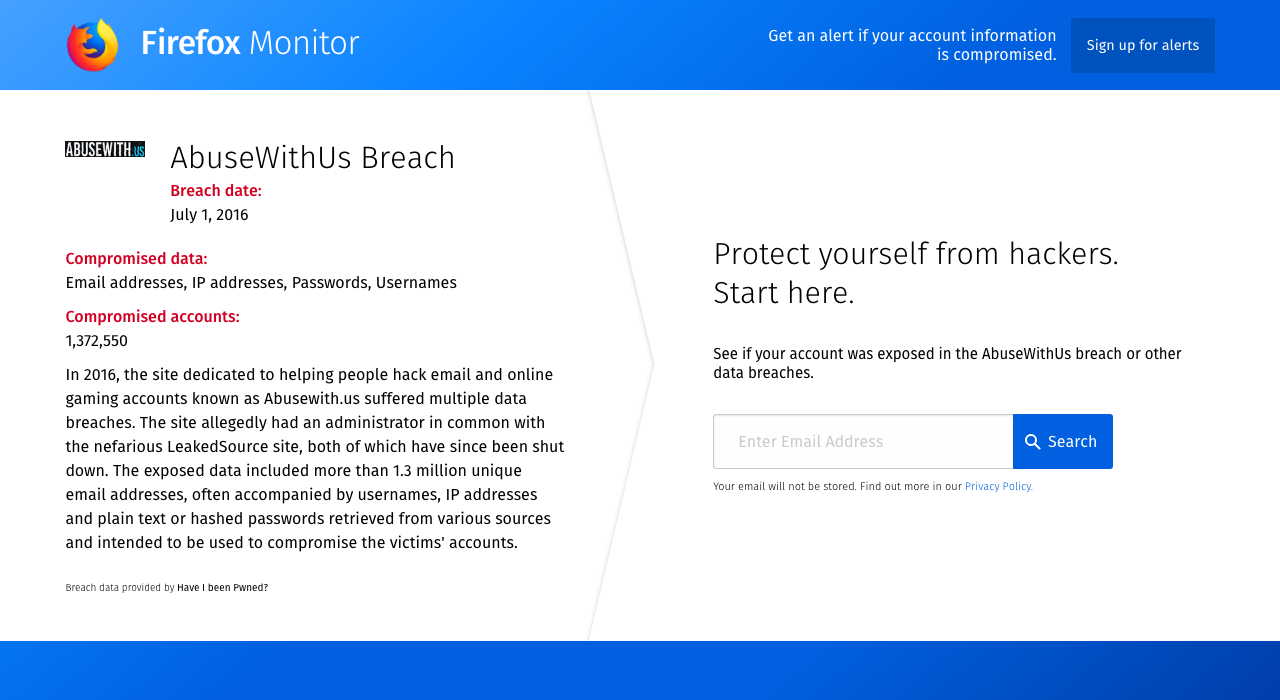 Firefox Monitor
Get an alert if your account information
is compromised.
Sign up for alerts
ABUSEWITH.US
AbuseWithUs Breach
Breach date:
July 1, 2016
Compromised data:
Email addresses, IP addresses, Passwords, Usernames
Compromised accounts:
1,372,550
In 2016, the site dedicated to helping people hack email and online
gaming accounts known as Abusewith.us suffered multiple data
breaches. The site allegedly had an administrator in common with
the nefarious LeakedSource site, both of which have since been shut
down. The exposed data included more than 1.3 million unique
email addresses, often accompanied by usernames, IP addresses
and plain text or hashed passwords retrieved from various sources
and intended to be used to compromise the victims' accounts.
Breach data provided by Have I been Pwned?
Protect yourself from hackers.
Start here.
See if your account was exposed in the AbuseWithUs breach or other
data breaches.
Enter Email Address
Search
Your email will not be stored. Find out more in our Privacy Policy.